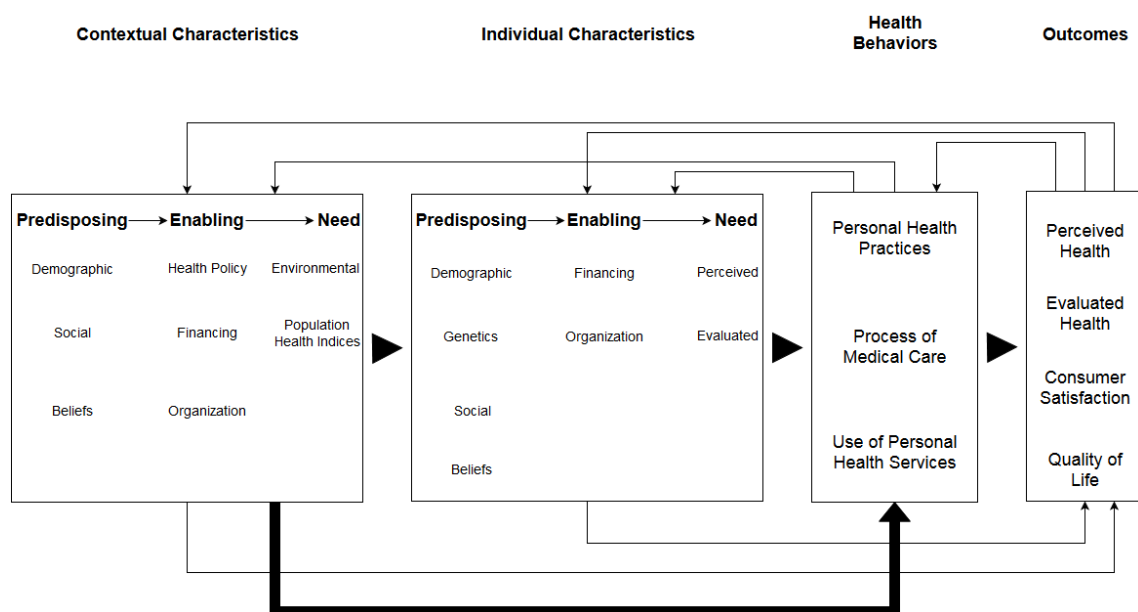 Contextual Characteristics
Individual Characteristics
Health
Behaviors
Outcomes
Predisposing Enabling Need
Demographic Health Policy Environmental
Social Financing Population
Health Indices
Beliefs Organization
Predisposing Enabling Need
Demographic Financing Perceived
Genetics Organization Evaluated
Social
Beliefs
Personal Health
Practices
Process of
Medical Care
Use of Personal
Health Services
Perceived
Health
Evaluated
Health
Consumer
Satisfaction
Quality of
Life